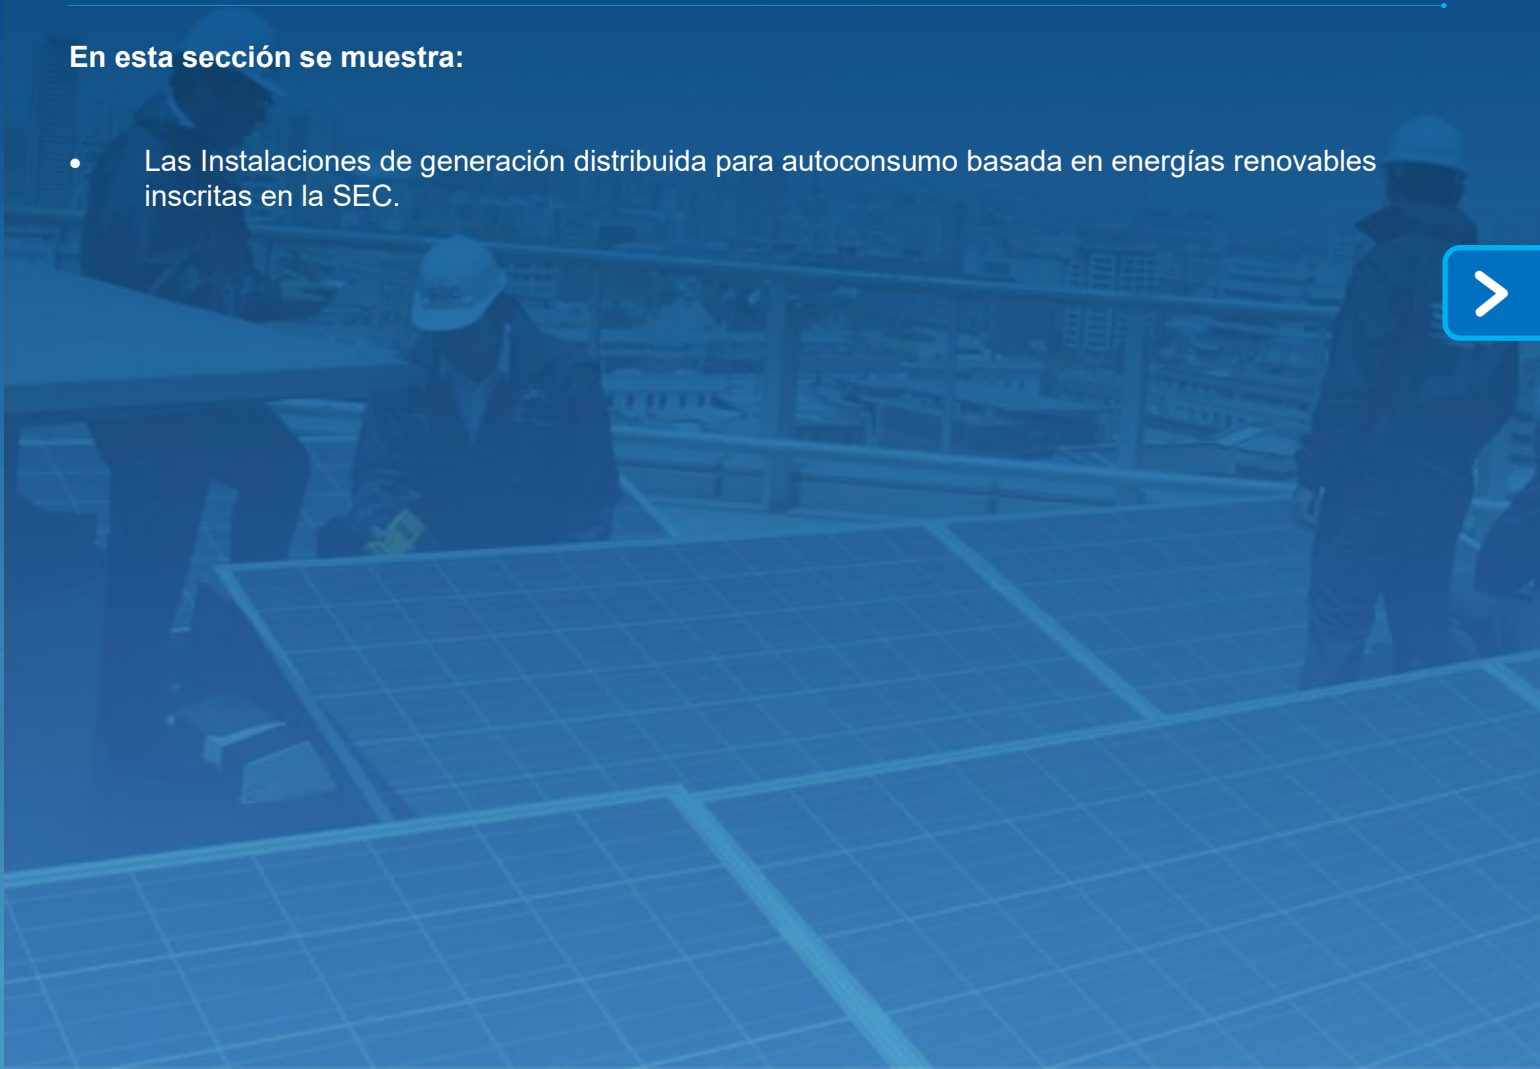 En esta sección se muestra:
• Las Instalaciones de generación distribuida para autoconsumo basada en energías renovables
inscritas en la SEC.